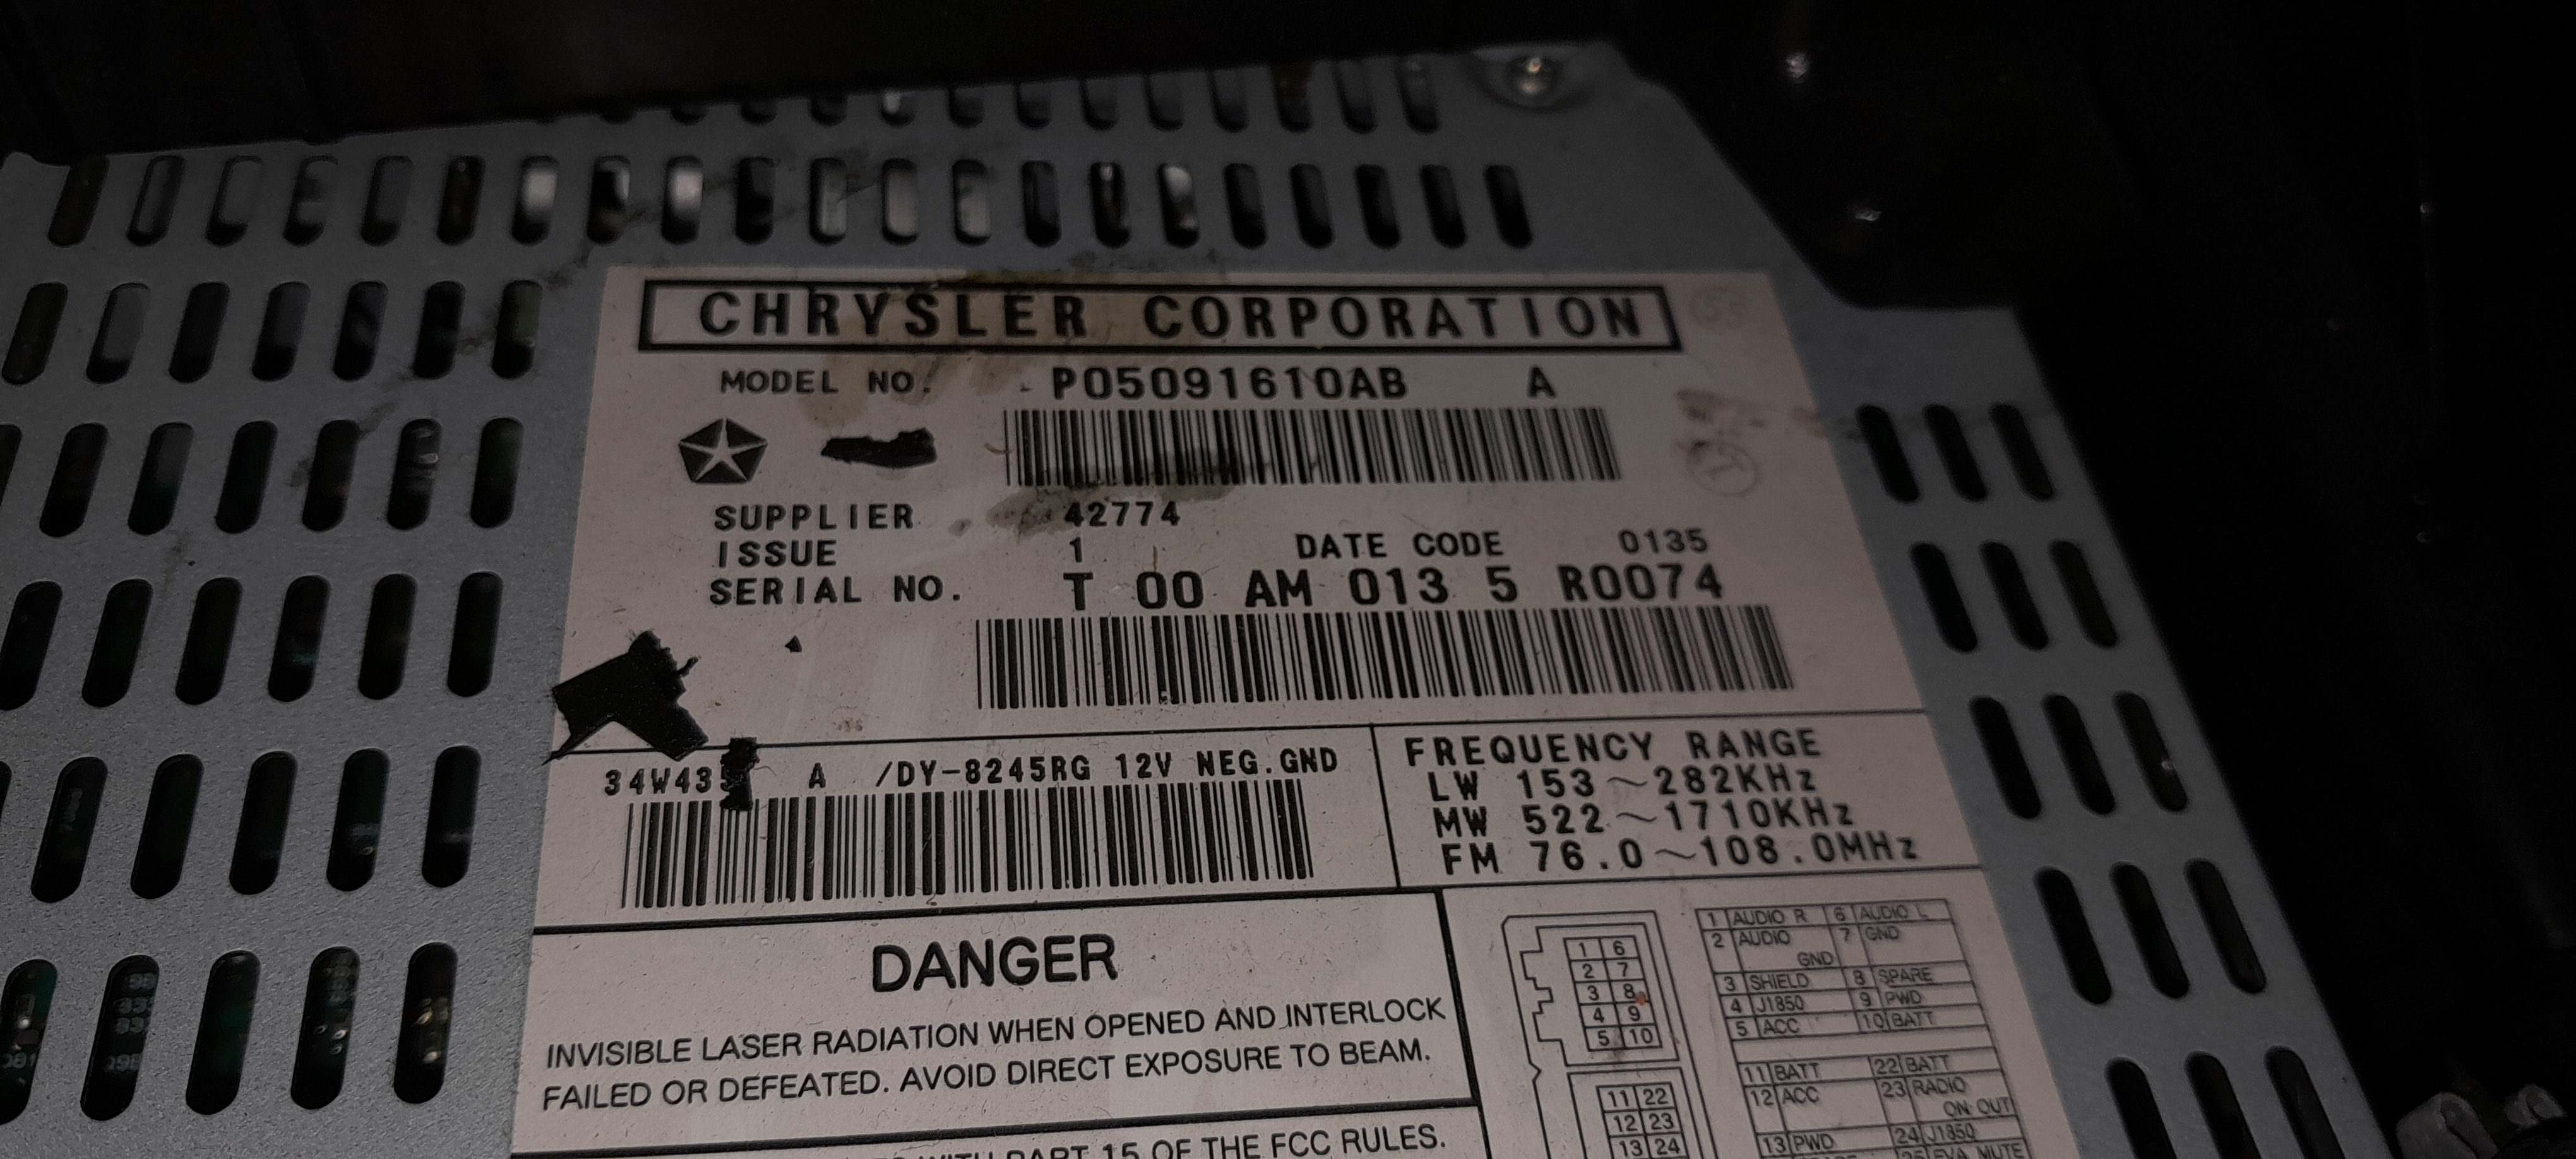 CHRYSLER CORPORATION
MODEL NO. P05091610AB A
SUPPLIER 42774
ISSUE 1 DATE CODE 0135
SERIAL NO. T 00 AM 013 5 R0074
34W43 A /DY-8245RG 12V NEG.GND
FREQUENCY RANGE
LW 153~282KHz
MW 522~1710KHz
FM 76.0~108.0MHz
DANGER
INVISIBLE LASER RADIATION WHEN OPENED AND INTERLOCK
FAILED OR DEFEATED. AVOID DIRECT EXPOSURE TO BEAM.
WITH PART 15 OF THE FCC RULES.
1 6
2 7
3 8
4 9
5 10
11 22
12 23
13 24
1 AUDIO R 6 AUDIO L
2 AUDIO GND 7 GND
3 SHIELD 8 SPARE
4 J1850 9 PWD
5 ACC 10 BATT
11 BATT 22 BATT
12 ACC 23 RADIO ON OUT
13 PWD 24 J1850
MUTE